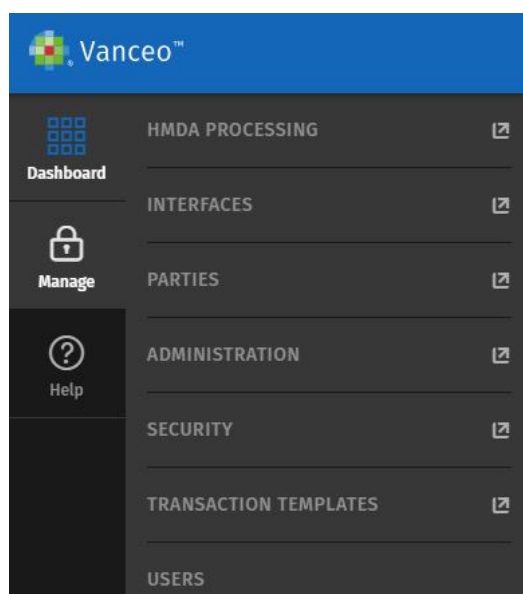 Vanceo™
Dashboard
Manage
Help
HMDA PROCESSING
INTERFACES
PARTIES
ADMINISTRATION
SECURITY
TRANSACTION TEMPLATES
USERS